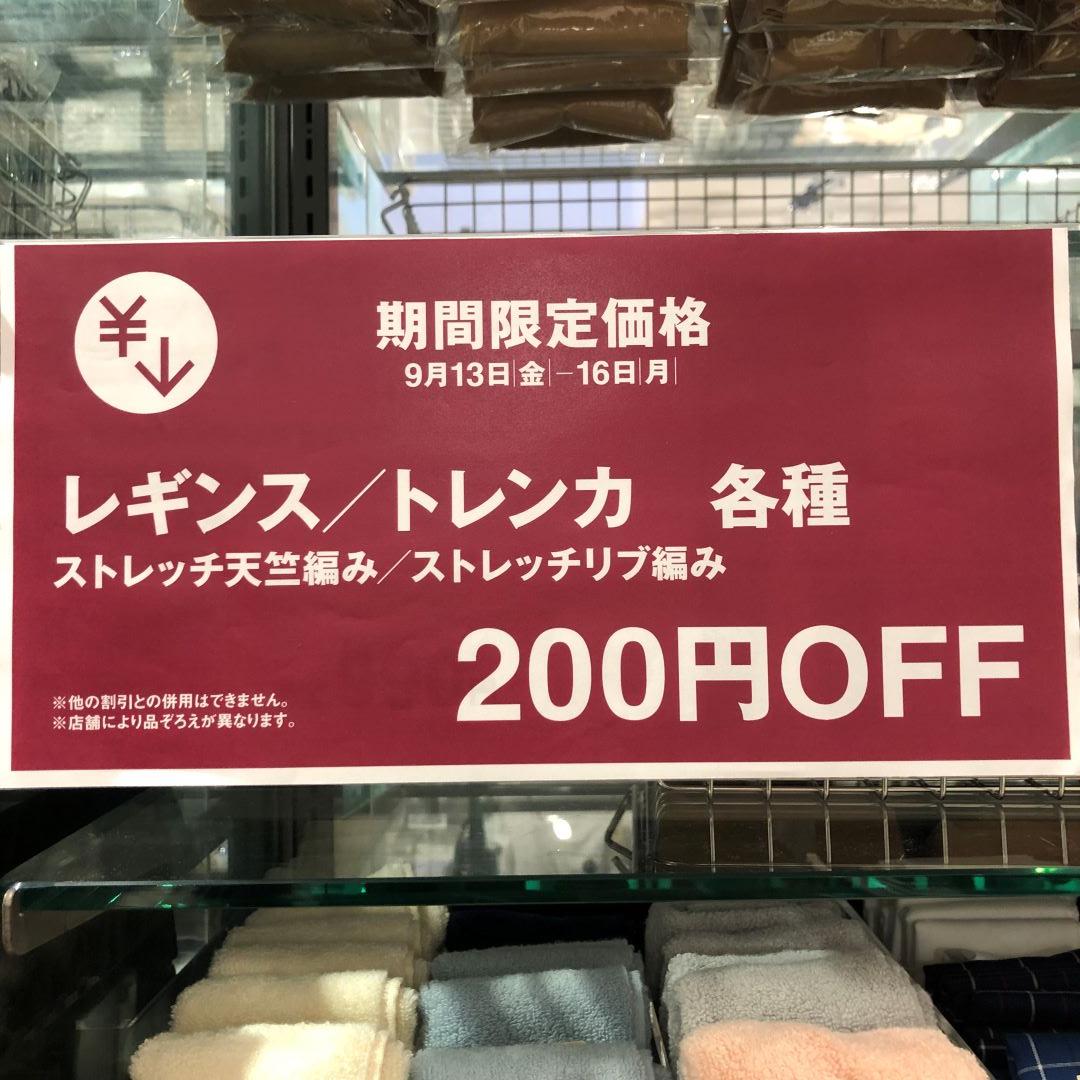 ¥↓
期間限定価格
9月13日|金|–16日|月|
レギンス／トレンカ　各種
ストレッチ天竺編み／ストレッチリブ編み
200円OFF
※他の割引との併用はできません。
※店舗により品ぞろえが異なります。